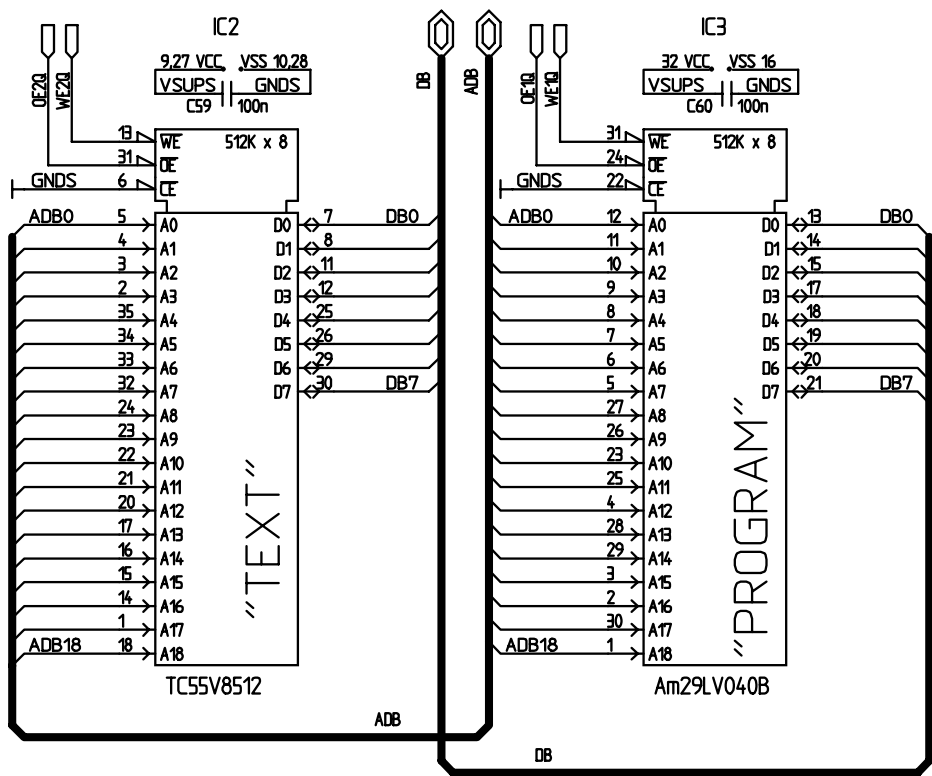 IC2
9,27 VCC VSS 10,28
VSUPS GNDS
C59 100n
OE2Q
WE2Q
13 WE 512K x 8
31 OE
GNDS 6 CE
ADB0 5 A0 D0 7 DB0
4 A1 D1 8
3 A2 D2 11
2 A3 D3 12
35 A4 D4 25
34 A5 D5 26
33 A6 D6 29
32 A7 D7 30 DB7
24 A8
23 A9
22 A10
21 A11
20 A12
17 A13
16 A14
15 A15
14 A16
1 A17
ADB18 18 A18
"TEXT"
TC55V8512
DB
ADB
IC3
32 VCC VSS 16
VSUPS GNDS
C60 100n
OE1Q
WE1Q
31 WE 512K x 8
24 OE
GNDS 22 CE
ADB0 12 A0 D0 13 DB0
11 A1 D1 14
10 A2 D2 15
9 A3 D3 17
8 A4 D4 18
7 A5 D5 19
6 A6 D6 20
5 A7 D7 21 DB7
27 A8
26 A9
23 A10
25 A11
4 A12
28 A13
29 A14
3 A15
2 A16
30 A17
ADB18 1 A18
"PROGRAM"
Am29LV040B
ADB
DB